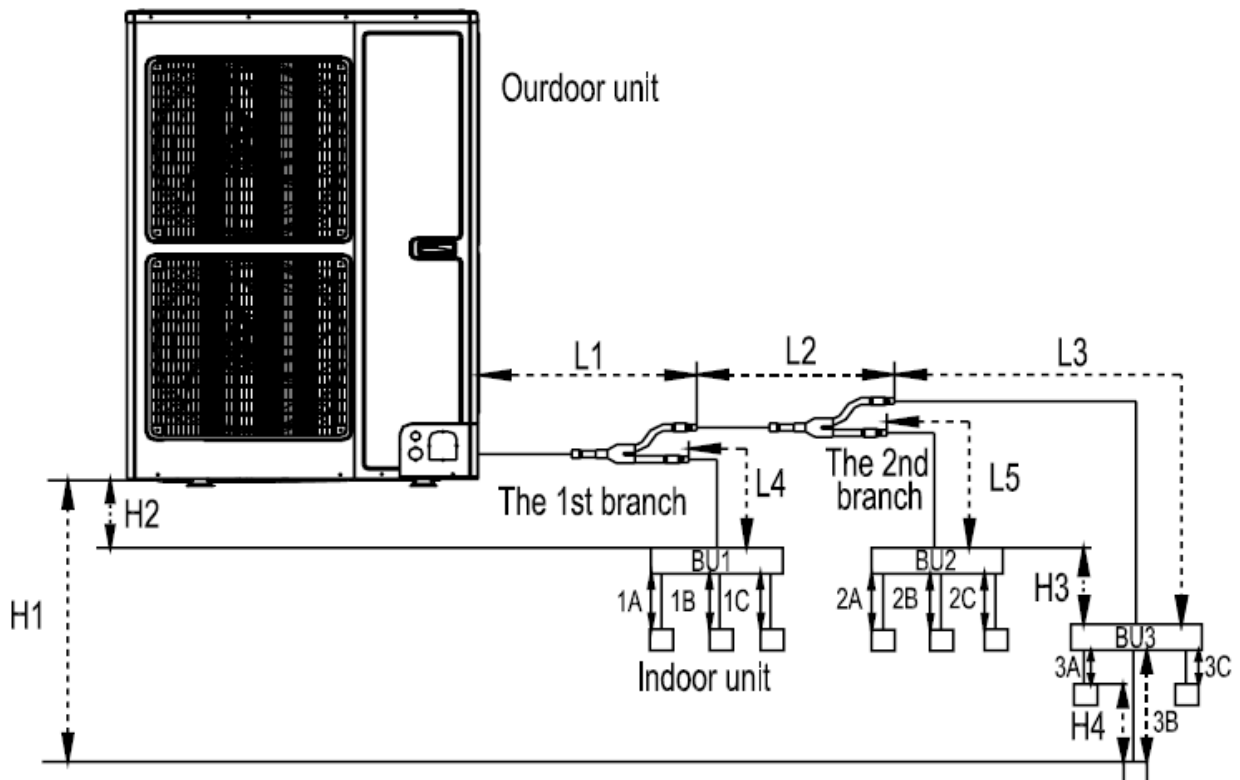 Ourdoor unit
L1
L2
L3
The 1st branch
L4
The 2nd
branch
L5
H2
BU1
BU2
H3
1A
1B
1C
2A
2B
2C
H1
BU3
Indoor unit
3A
3C
H4
3B